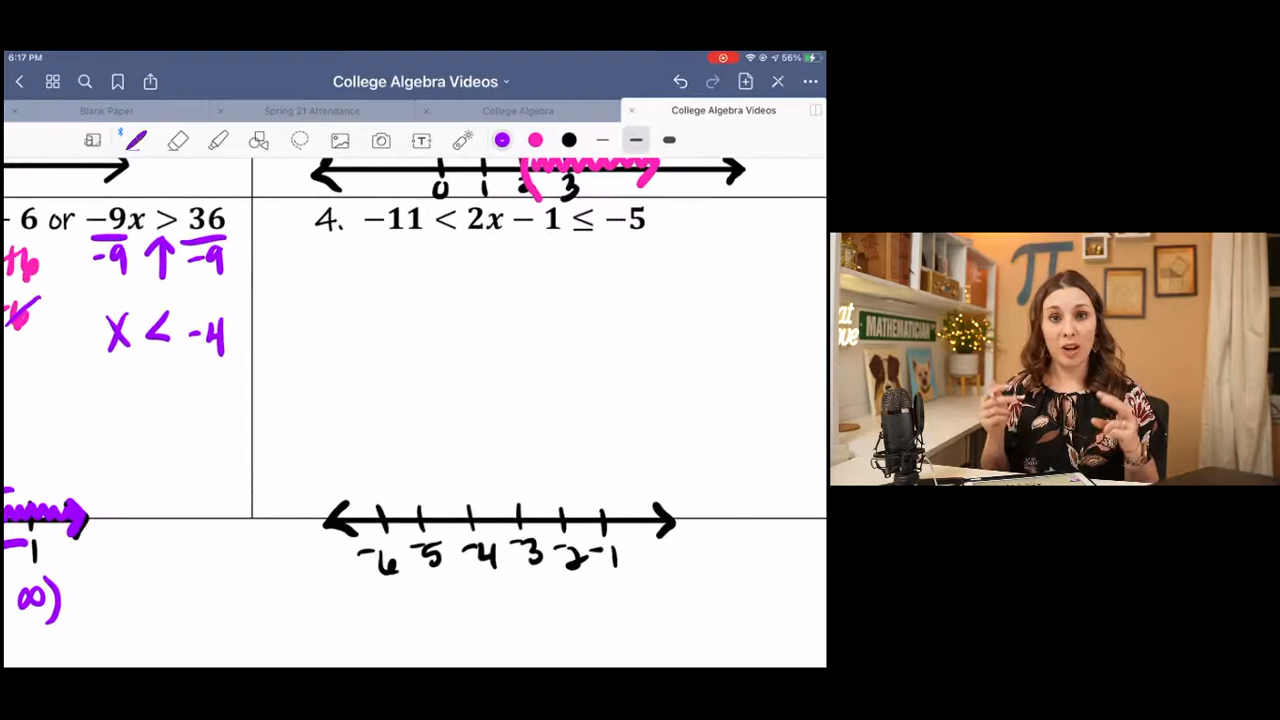 6:17 PM
56%
College Algebra Videos
Blank Paper
Spring 21 Attendance
College Algebra
College Algebra Videos
T
0 1 2 3
- 6 or -9x > 36
+6 -9 -9
x < -4
-1
∞)
4. -11 < 2x - 1 ≤ -5
-6 -5 -4 -3 -2 -1
MATHEMATICIAN